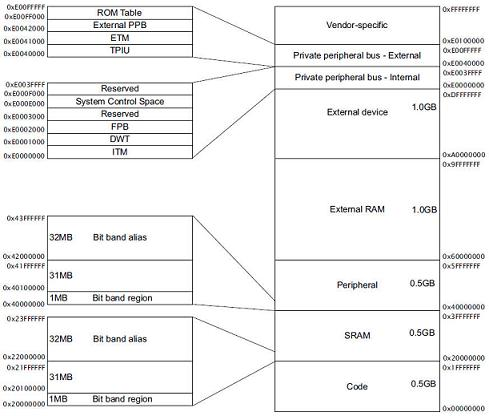 0xE00FFFFF
ROM Table
0xE00FF000
External PPB
0xE0042000
ETM
0xE0041000
TPIU
0xE0040000
0xE003FFFF
Reserved
0xE000F000
System Control Space
0xE000E000
Reserved
0xE0003000
FPB
0xE0002000
DWT
0xE0001000
ITM
0xE0000000
0x43FFFFFF
32MB Bit band alias
0x42000000
0x41FFFFFF
31MB
0x40100000
1MB Bit band region
0x40000000
0x23FFFFFF
32MB Bit band alias
0x22000000
0x21FFFFFF
31MB
0x20100000
1MB Bit band region
0x20000000
0xFFFFFFFF
Vendor-specific
0xE0100000
0xE00FFFFF
Private peripheral bus - External
0xE0040000
0xE003FFFF
Private peripheral bus - Internal
0xE0000000
0xDFFFFFFF
External device 1.0GB
0xA0000000
0x9FFFFFFF
External RAM 1.0GB
0x60000000
0x5FFFFFFF
Peripheral 0.5GB
0x40000000
0x3FFFFFFF
SRAM 0.5GB
0x20000000
0x1FFFFFFF
Code 0.5GB
0x00000000